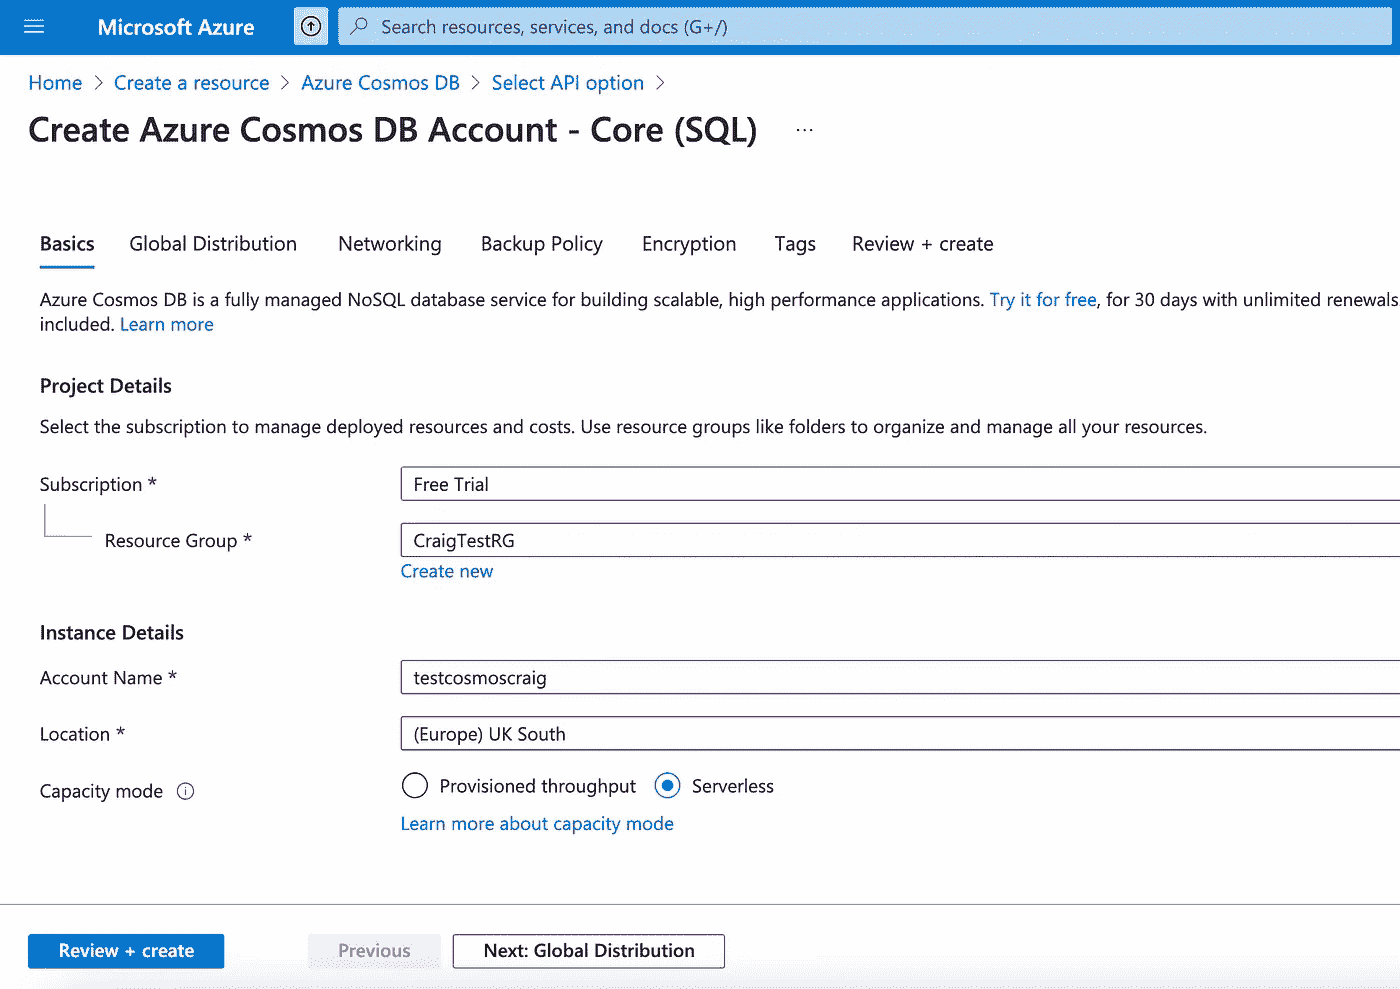 Microsoft Azure
Search resources, services, and docs (G+/)
Home > Create a resource > Azure Cosmos DB > Select API option >
Create Azure Cosmos DB Account - Core (SQL) ...
Basics Global Distribution Networking Backup Policy Encryption Tags Review + create
Azure Cosmos DB is a fully managed NoSQL database service for building scalable, high performance applications. Try it for free, for 30 days with unlimited renewals
included. Learn more
Project Details
Select the subscription to manage deployed resources and costs. Use resource groups like folders to organize and manage all your resources.
Subscription * Free Trial
Resource Group * CraigTestRG
Create new
Instance Details
Account Name * testcosmoscraig
Location * (Europe) UK South
Capacity mode Provisioned throughput Serverless
Learn more about capacity mode
Review + create Previous Next: Global Distribution